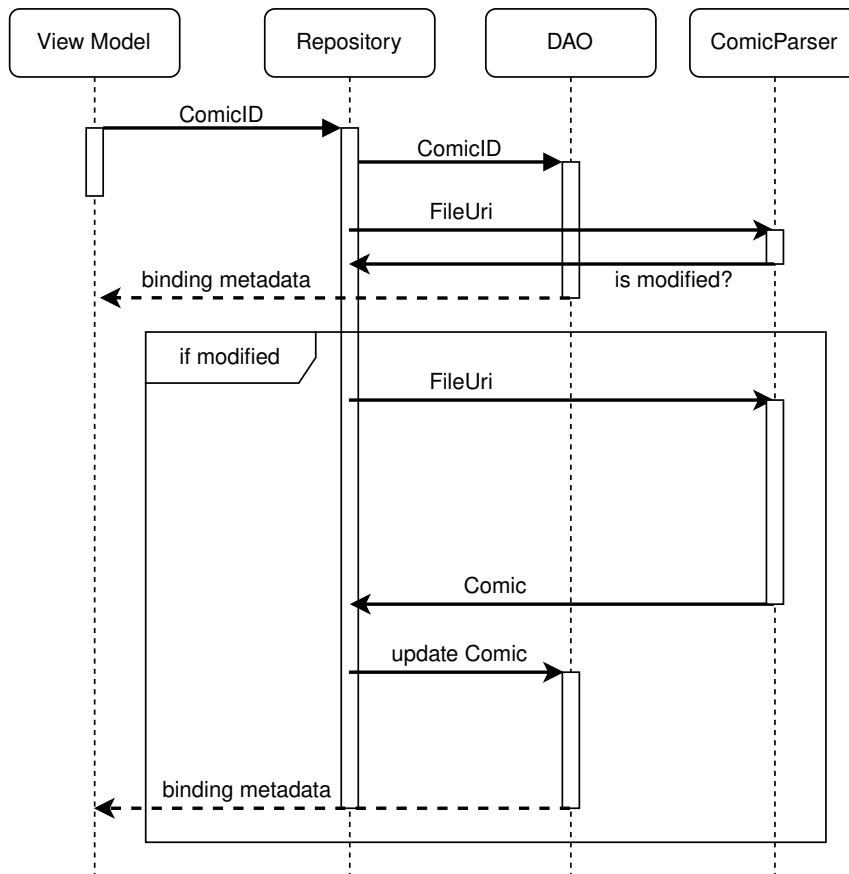 View Model
Repository
DAO
ComicParser
ComicID
ComicID
FileUri
is modified?
binding metadata
if modified
FileUri
Comic
update Comic
binding metadata